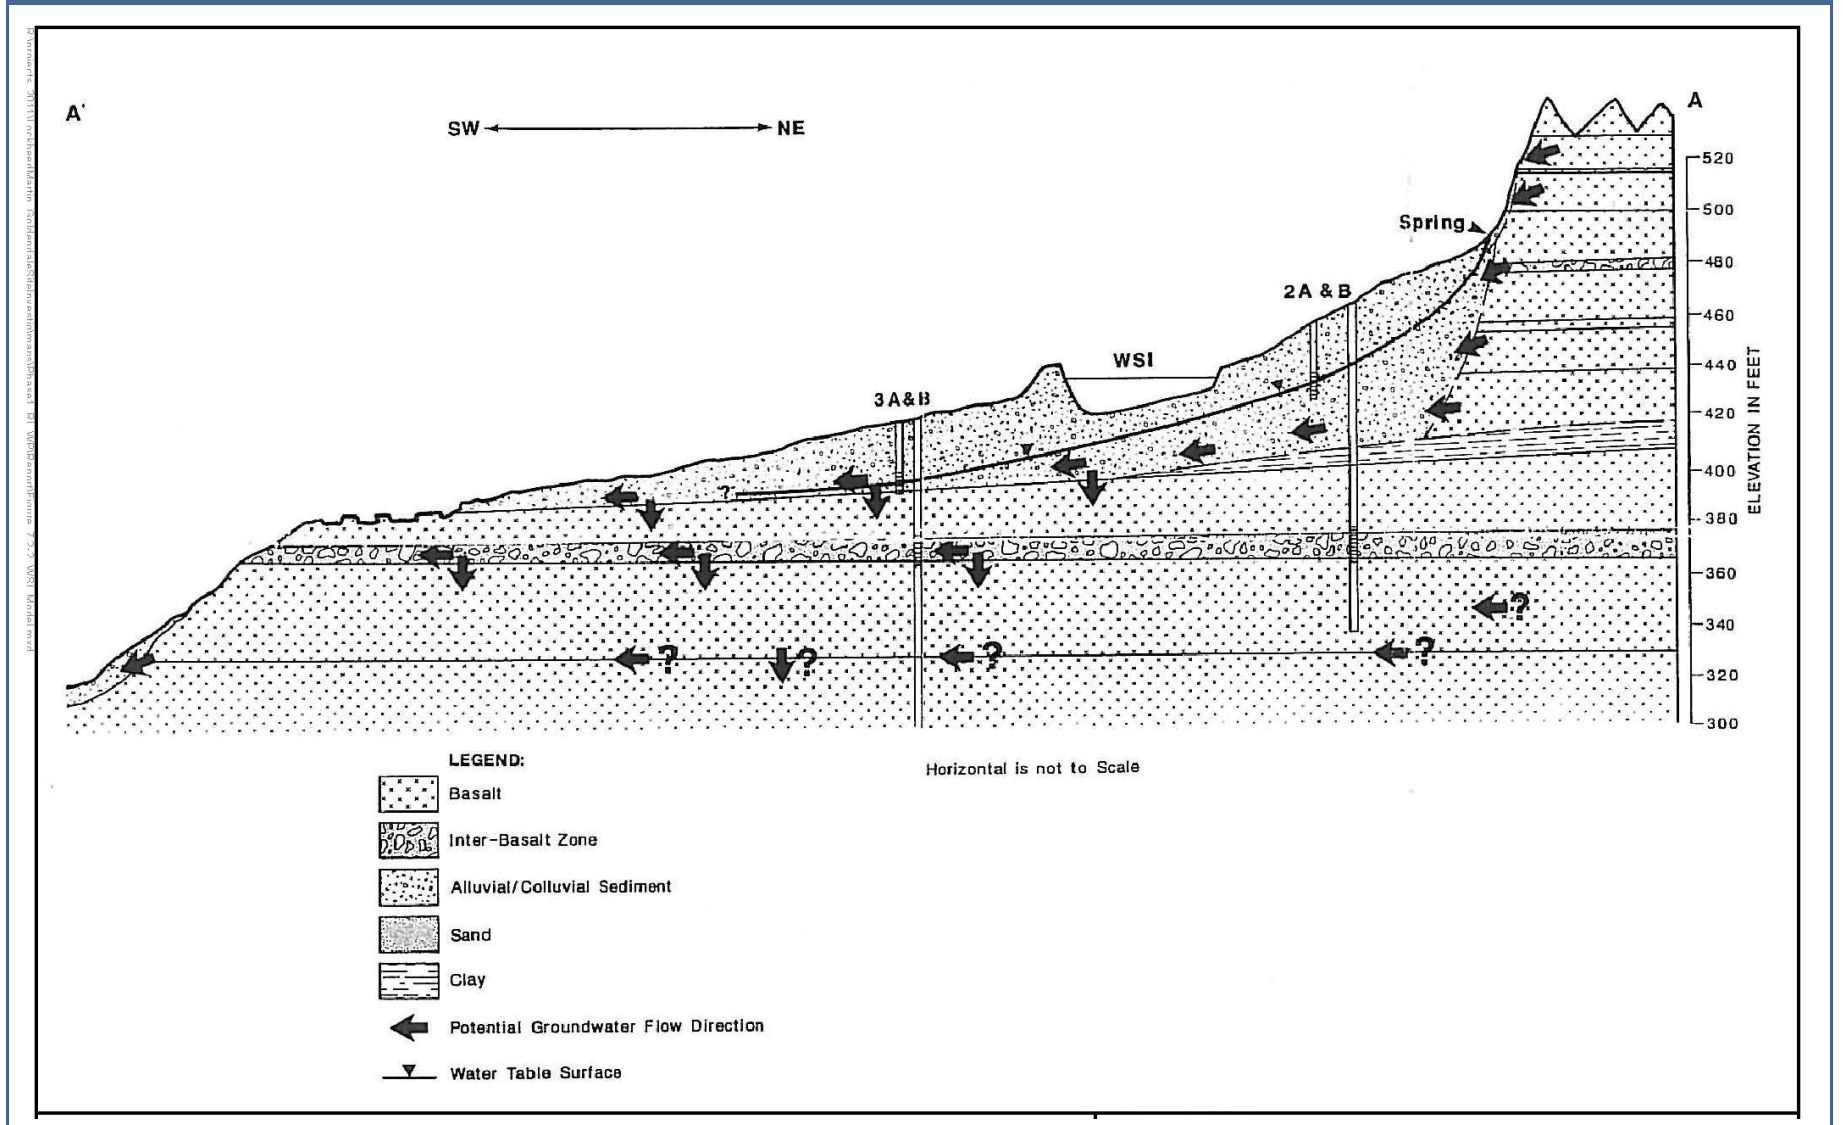 A'
A
SW
NE
520
500
Spring
480
2A & B
460
440
WSI
3A&B
420
400
?
380
360
?
340
? ? ? ?
320
300
ELEVATION IN FEET
LEGEND:
Horizontal is not to Scale
Basalt
Inter-Basalt Zone
Alluvial/Colluvial Sediment
Sand
Clay
Potential Groundwater Flow Direction
Water Table Surface